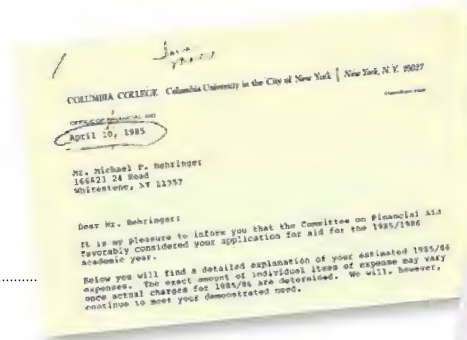 COLUMBIA COLLEGE Columbia University in the City of New York | New York, N.Y. 10027
OFFICE OF FINANCIAL AID
April 10, 1985
Mr. Michael P. Behringer
166A23 24 Road
Whitestone, NY 11357
Dear Mr. Behringer:
It is my pleasure to inform you that the Committee on Financial Aid
favorably considered your application for aid for the 1985/1986
academic year.
Below you will find a detailed explanation of your estimated 1985/86
expenses. The exact amount of individual items of expense may vary
once actual charges for 1985/86 are determined. We will, however,
continue to meet your demonstrated need.